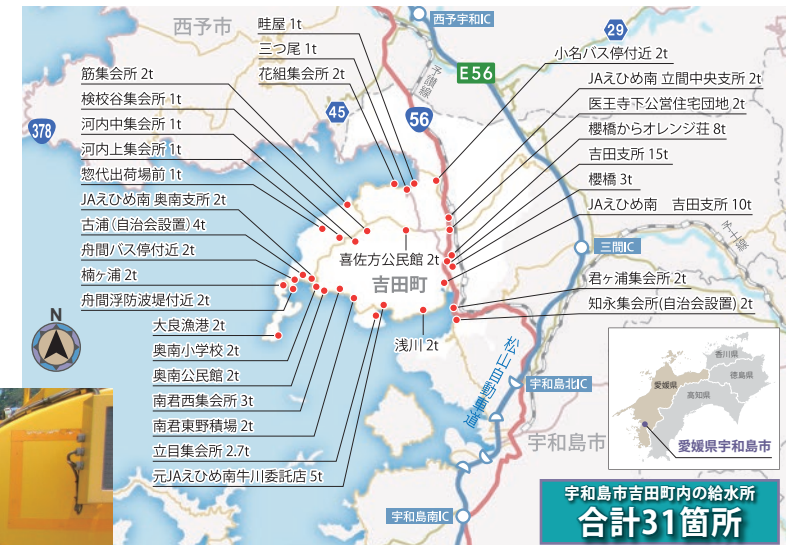 西予市
西予宇和IC
29
E56
予讃線
45
56
378
畦屋 1t
三つ尾 1t
花組集会所 2t
筋集会所 2t
検校谷集会所 1t
河内中集会所 1t
河内上集会所 1t
惣代出荷場前 1t
JAえひめ南 奥南支所 2t
古浦（自治会設置）4t
舟間バス停付近 2t
楠ヶ浦 2t
舟間浮防波堤付近 2t
大良漁港 2t
奥南小学校 2t
奥南公民館 2t
南君西集会所 3t
南君東野積場 2t
立目集会所 2.7t
元JAえひめ南牛川委託店 5t
小名バス停付近 2t
JAえひめ南 立間中央支所 2t
医王寺下公営住宅団地 2t
櫻橋からオレンジ荘 8t
吉田支所 15t
櫻橋 3t
JAえひめ南 吉田支所 10t
喜佐方公民館 2t
吉田町
浅川 2t
三間IC
予土線
君ヶ浦集会所 2t
知永集会所(自治会設置) 2t
N
松山自動車道
宇和島北IC
宇和島市
宇和島南IC
香川県
徳島県
愛媛県
高知県
愛媛県宇和島市
宇和島市吉田町内の給水所
合計31箇所